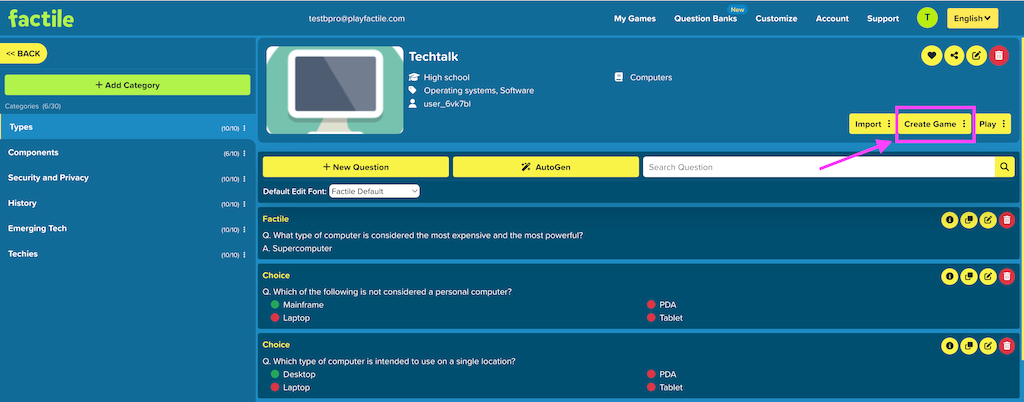 factile
testbpro@playfactile.com
My Games
Question Banks
New
Customize
Account
Support
T
English
<< BACK
+ Add Category
Categories (6/30)
Types (10/10)
Components (6/10)
Security and Privacy (10/10)
History (10/10)
Emerging Tech (10/10)
Techies (10/10)
Techtalk
High school
Computers
Operating systems, Software
user_6vk7bl
Import
Create Game
Play
+ New Question
AutoGen
Search Question
Default Edit Font: Factile Default
Factile
Q. What type of computer is considered the most expensive and the most powerful?
A. Supercomputer
Choice
Q. Which of the following is not considered a personal computer?
Mainframe
PDA
Laptop
Tablet
Choice
Q. Which type of computer is intended to use on a single location?
Desktop
PDA
Laptop
Tablet